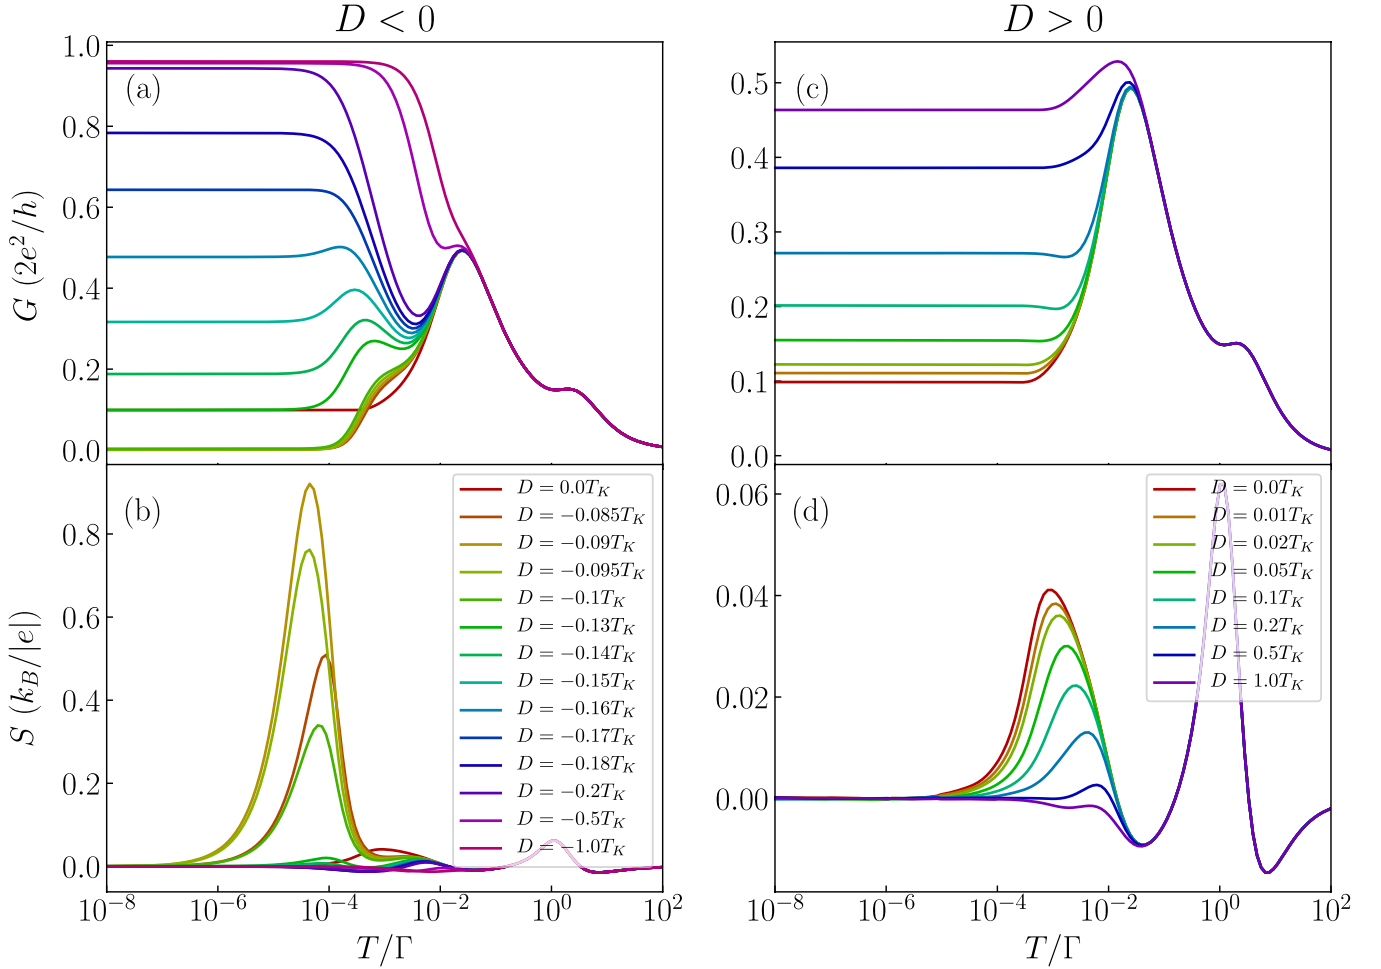 D < 0
D > 0
G (2e²/h)
1.0
0.8
0.6
0.4
0.2
0.0
(a)
0.5
0.4
0.3
0.2
0.1
0.0
(c)
S (k_B/|e|)
0.8
0.6
0.4
0.2
0.0
(b)
D = 0.0T_K
D = −0.085T_K
D = −0.09T_K
D = −0.095T_K
D = −0.1T_K
D = −0.13T_K
D = −0.14T_K
D = −0.15T_K
D = −0.16T_K
D = −0.17T_K
D = −0.18T_K
D = −0.2T_K
D = −0.5T_K
D = −1.0T_K
10⁻⁸ 10⁻⁶ 10⁻⁴ 10⁻² 10⁰ 10²
T/Γ
0.06
0.04
0.02
0.00
(d)
D = 0.0T_K
D = 0.01T_K
D = 0.02T_K
D = 0.05T_K
D = 0.1T_K
D = 0.2T_K
D = 0.5T_K
D = 1.0T_K
10⁻⁸ 10⁻⁶ 10⁻⁴ 10⁻² 10⁰ 10²
T/Γ